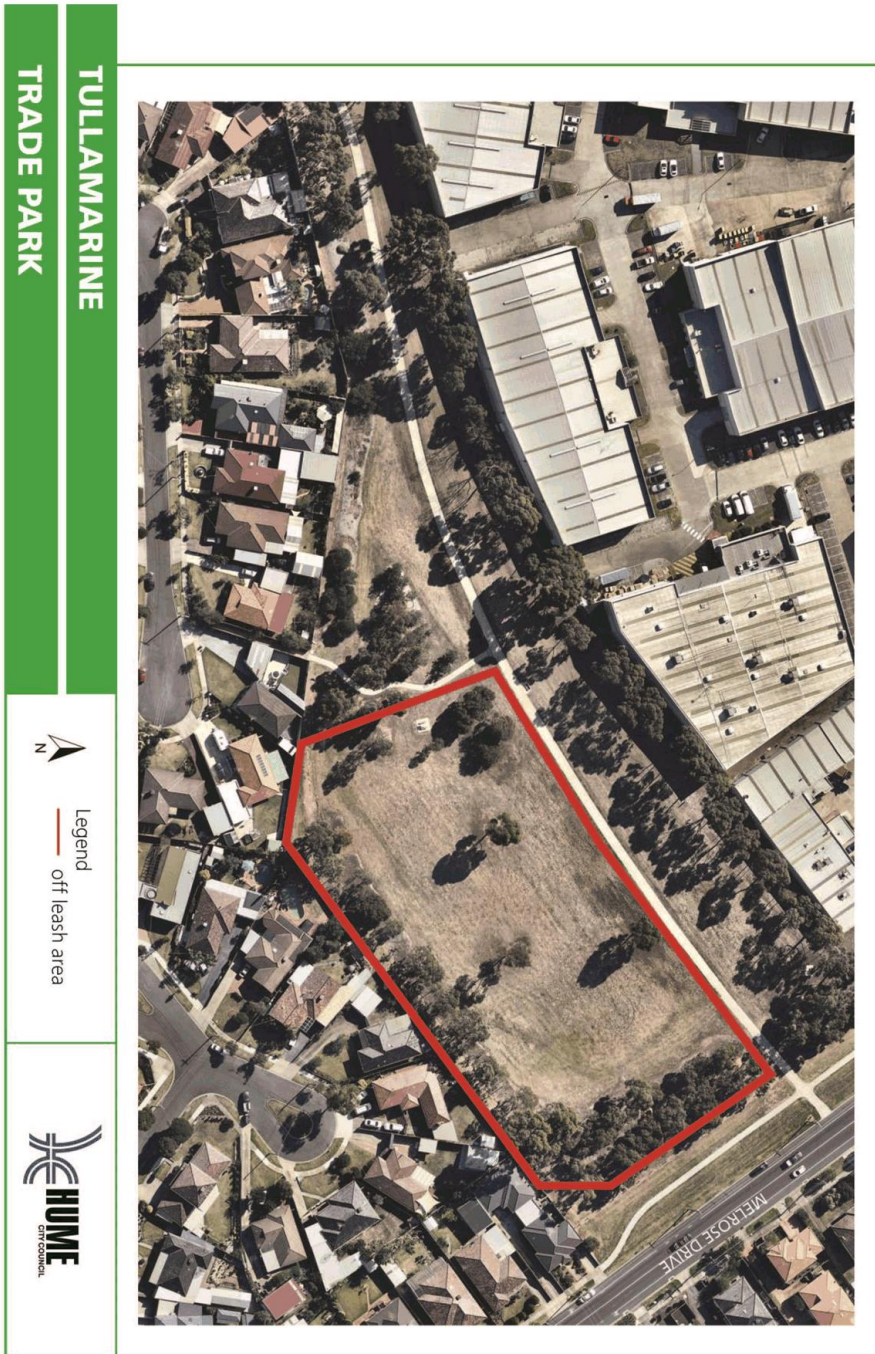 TULLAMARINE
TRADE PARK
N
Legend
off leash area
HUME
CITY COUNCIL
MELROSE DRIVE